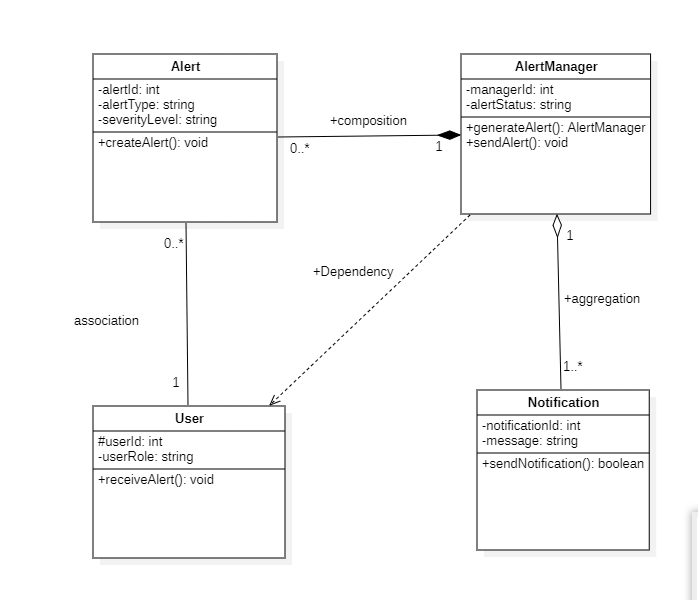 Alert
-alertId: int
-alertType: string
-severityLevel: string
+createAlert(): void
AlertManager
-managerId: int
-alertStatus: string
+generateAlert(): AlertManager
+sendAlert(): void
+composition
0..*
1
0..*
association
1
+Dependency
1
+aggregation
1..*
User
#userId: int
-userRole: string
+receiveAlert(): void
Notification
-notificationId: int
-message: string
+sendNotification(): boolean